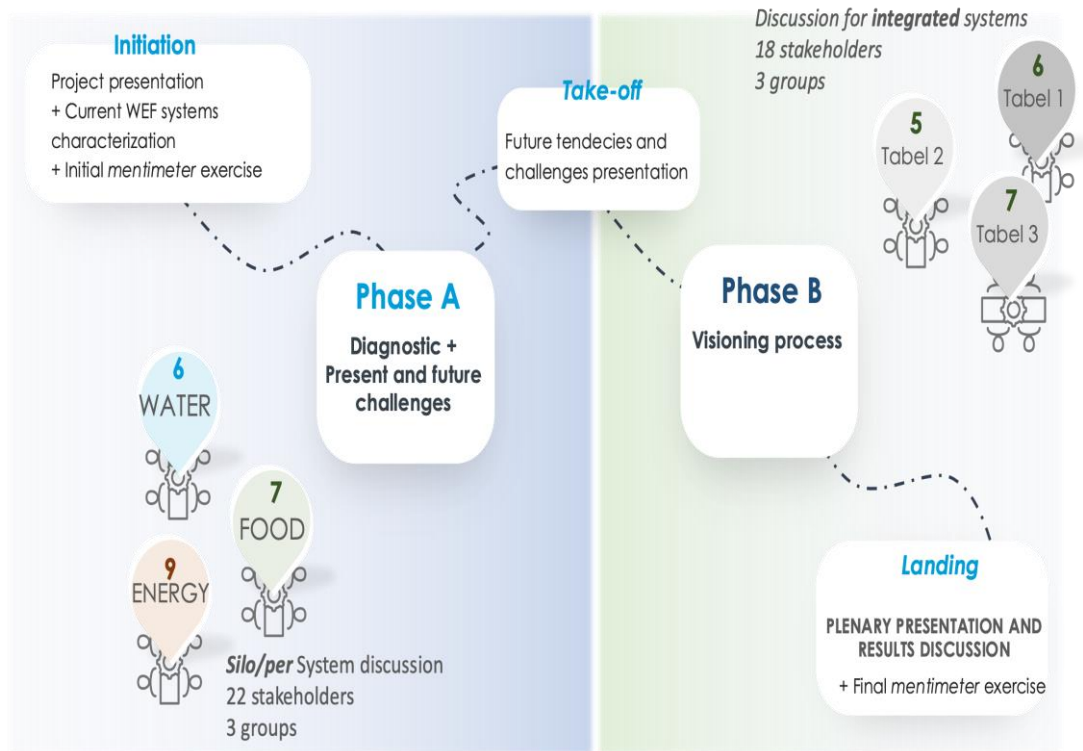 Initiation
Project presentation
+ Current WEF systems
characterization
+ Initial mentimeter exercise
Phase A
Diagnostic +
Present and future
challenges
6
WATER
7
FOOD
9
ENERGY
Silo/per System discussion
22 stakeholders
3 groups
Take-off
Future tendecies and
challenges presentation
Discussion for integrated systems
18 stakeholders
3 groups
6
Tabel 1
5
Tabel 2
7
Tabel 3
Phase B
Visioning process
Landing
PLENARY PRESENTATION AND
RESULTS DISCUSSION
+ Final mentimeter exercise